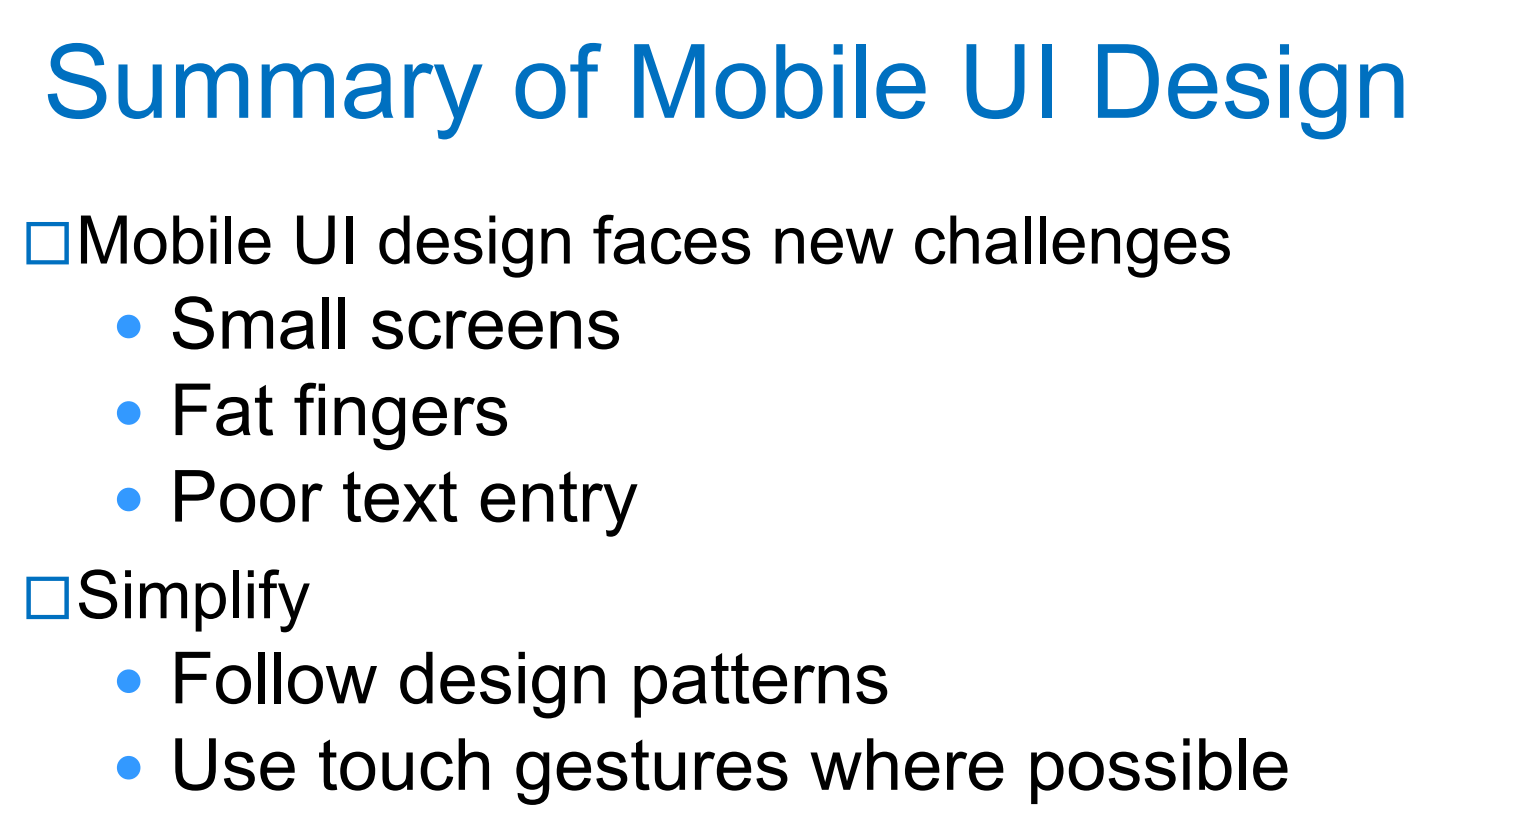 Summary of Mobile UI Design
Mobile UI design faces new challenges
Small screens
Fat fingers
Poor text entry
Simplify
Follow design patterns
Use touch gestures where possible